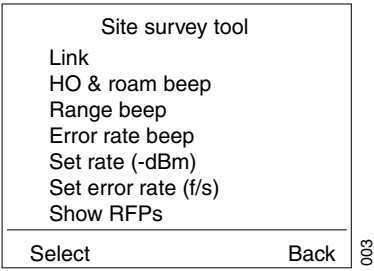 Site survey tool
Link
HO & roam beep
Range beep
Error rate beep
Set rate (-dBm)
Set error rate (f/s)
Show RFPs
Select Back
003